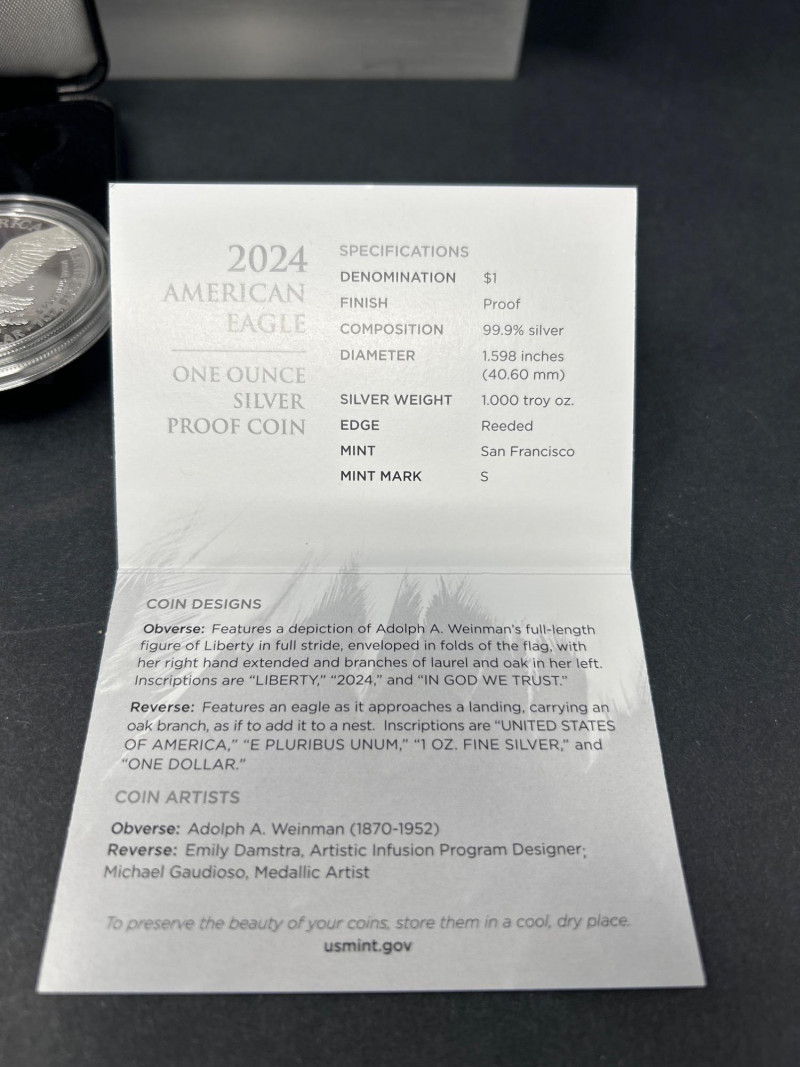 2024
AMERICAN
EAGLE
ONE OUNCE
SILVER
PROOF COIN
SPECIFICATIONS
DENOMINATION $1
FINISH Proof
COMPOSITION 99.9% silver
DIAMETER 1.598 inches
(40.60 mm)
SILVER WEIGHT 1.000 troy oz.
EDGE Reeded
MINT San Francisco
MINT MARK S
COIN DESIGNS
Obverse: Features a depiction of Adolph A. Weinman's full-length
figure of Liberty in full stride, enveloped in folds of the flag, with
her right hand extended and branches of laurel and oak in her left.
Inscriptions are “LIBERTY,” “2024,” and “IN GOD WE TRUST.”
Reverse: Features an eagle as it approaches a landing, carrying an
oak branch, as if to add it to a nest. Inscriptions are “UNITED STATES
OF AMERICA,” “E PLURIBUS UNUM,” “1 OZ. FINE SILVER,” and
“ONE DOLLAR.”
COIN ARTISTS
Obverse: Adolph A. Weinman (1870-1952)
Reverse: Emily Damstra, Artistic Infusion Program Designer;
Michael Gaudioso, Medallic Artist
To preserve the beauty of your coins, store them in a cool, dry place.
usmint.gov